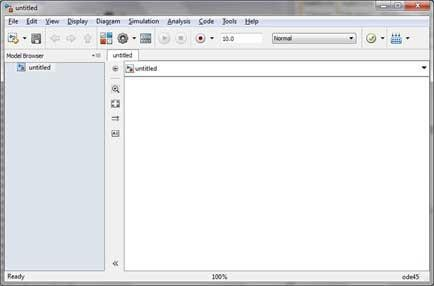 untitled
File Edit View Display Diagram Simulation Analysis Code Tools Help
10.0 Normal
Model Browser untitled
untitled
untitled
Ready 100% ode45